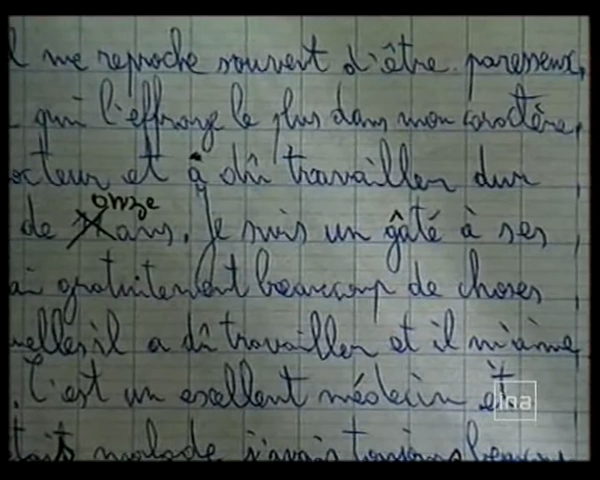 l me reproche souvent d'être paresseux,
qui l'effraye le plus dans mon caractère,
octeur et à dû travailler dur
onze
de ans. Je suis un gâté à ses
ai gratuitement beaucoup de choses
uelles il a dû travailler et il m'aime
. C'est un excellent médecin et
ina
tait malade j'avais toujours beaucoup